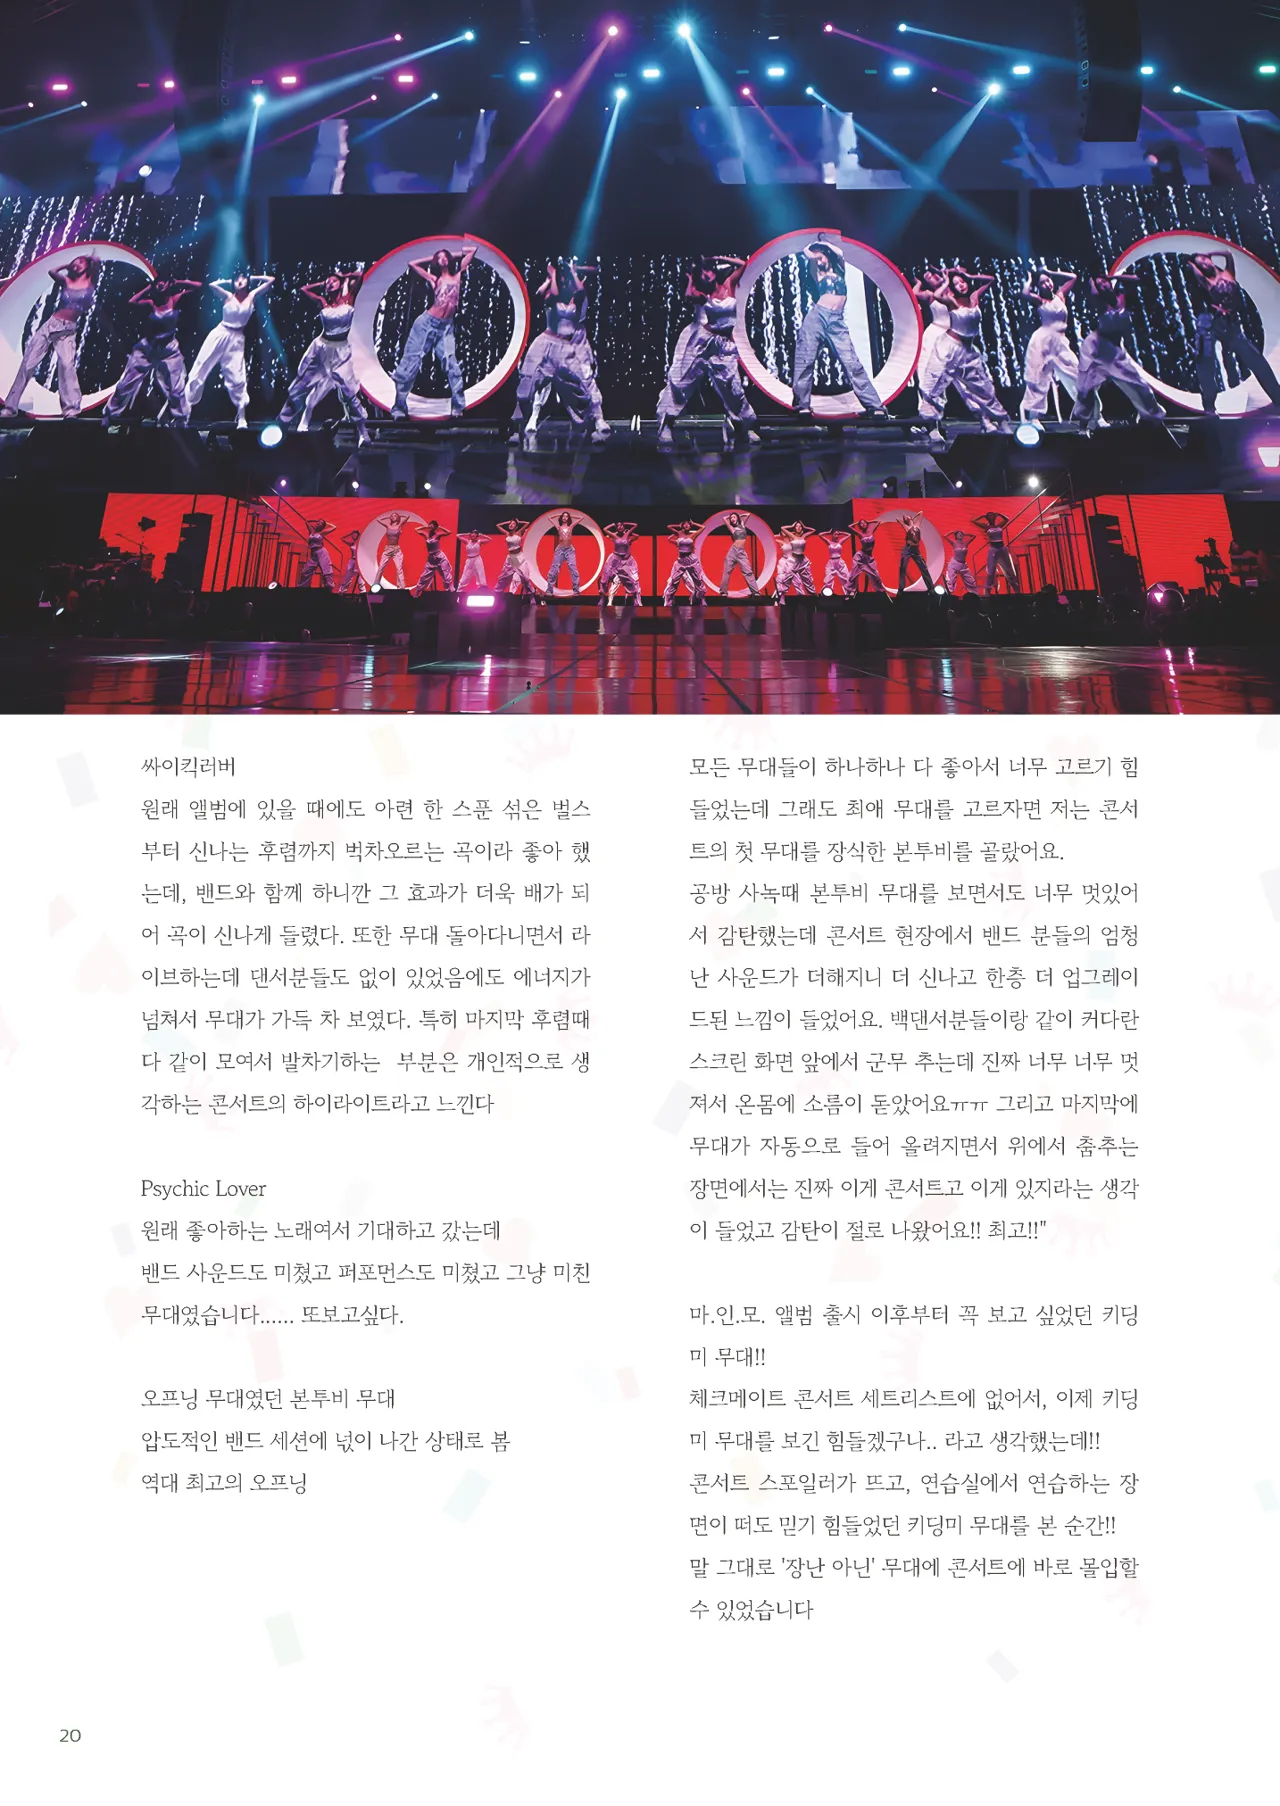 싸이킥러버
원래 앨범에 있을 때에도 아련 한 스푼 섞은 벌스
부터 신나는 후렴까지 벅차오르는 곡이라 좋아 했
는데, 밴드와 함께 하니깐 그 효과가 더욱 배가 되
어 곡이 신나게 들렸다. 또한 무대 돌아다니면서 라
이브하는데 댄서분들도 없이 있었음에도 에너지가
넘쳐서 무대가 가득 차 보였다. 특히 마지막 후렴때
다 같이 모여서 발차기하는  부분은 개인적으로 생
각하는 콘서트의 하이라이트라고 느낀다
Psychic Lover
원래 좋아하는 노래여서 기대하고 갔는데
밴드 사운드도 미쳤고 퍼포먼스도 미쳤고 그냥 미친
무대였습니다...... 또보고싶다.
오프닝 무대였던 본투비 무대
압도적인 밴드 세션에 넋이 나간 상태로 봄
역대 최고의 오프닝
모든 무대들이 하나하나 다 좋아서 너무 고르기 힘
들었는데 그래도 최애 무대를 고르자면 저는 콘서
트의 첫 무대를 장식한 본투비를 골랐어요.
공방 사녹때 본투비 무대를 보면서도 너무 멋있어
서 감탄했는데 콘서트 현장에서 밴드 분들의 엄청
난 사운드가 더해지니 더 신나고 한층 더 업그레이
드된 느낌이 들었어요. 백댄서분들이랑 같이 커다란
스크린 화면 앞에서 군무 추는데 진짜 너무 너무 멋
져서 온몸에 소름이 돋았어요ㅠㅠ 그리고 마지막에
무대가 자동으로 들어 올려지면서 위에서 춤추는
장면에서는 진짜 이게 콘서트고 이게 있지라는 생각
이 들었고 감탄이 절로 나왔어요!! 최고!!"
마.인.모. 앨범 출시 이후부터 꼭 보고 싶었던 키딩
미 무대!!
체크메이트 콘서트 세트리스트에 없어서, 이제 키딩
미 무대를 보긴 힘들겠구나.. 라고 생각했는데!!
콘서트 스포일러가 뜨고, 연습실에서 연습하는 장
면이 떠도 믿기 힘들었던 키딩미 무대를 본 순간!!
말 그대로 '장난 아닌' 무대에 콘서트에 바로 몰입할
수 있었습니다
20